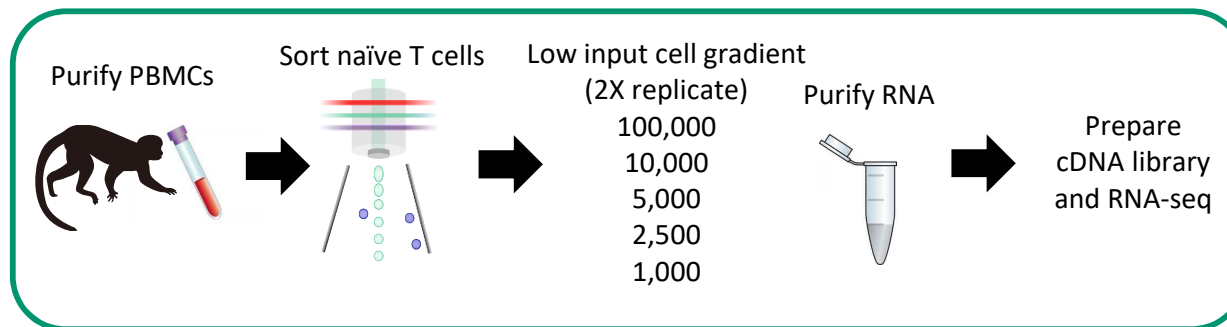 Purify PBMCs
Sort naïve T cells
Low input cell gradient
(2X replicate)
100,000
10,000
5,000
2,500
1,000
Purify RNA
Prepare
cDNA library
and RNA-seq